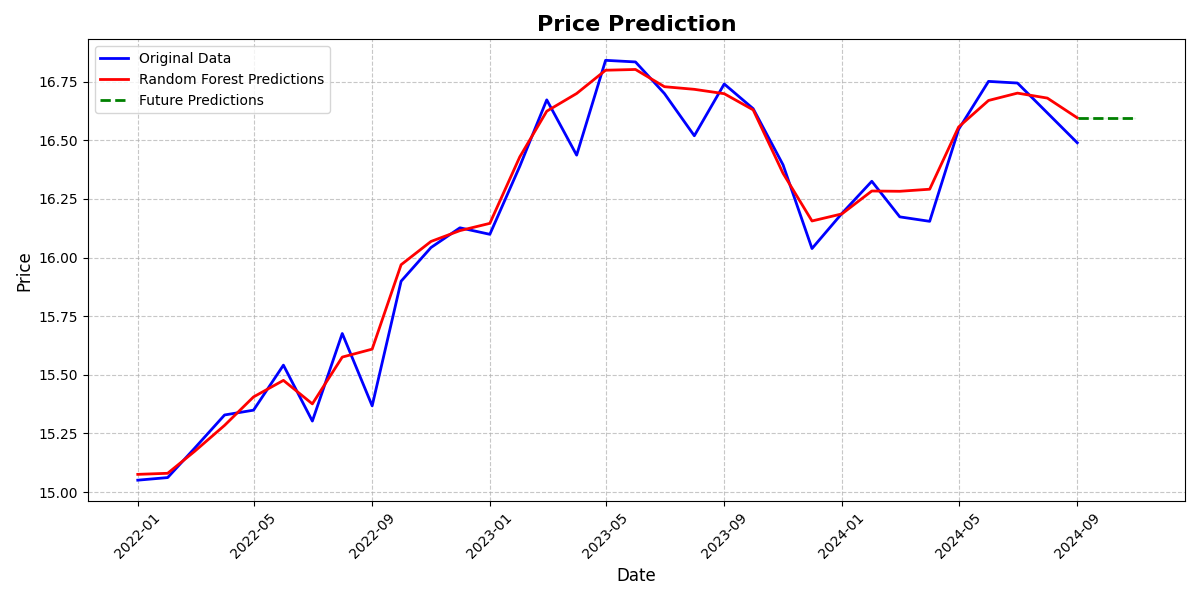 Price Prediction
Original Data
Random Forest Predictions
Future Predictions
Price
16.75
16.50
16.25
16.00
15.75
15.50
15.25
15.00
2022-01
2022-05
2022-09
2023-01
2023-05
2023-09
2024-01
2024-05
2024-09
Date